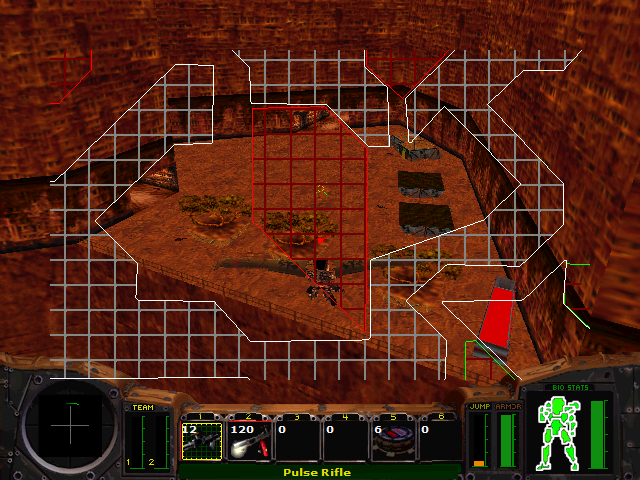 BIO STATS
TEAM
1 2 3 4 5 6
JUMP ARMOR
12 120 0 0 6 0
1 2
Pulse Rifle